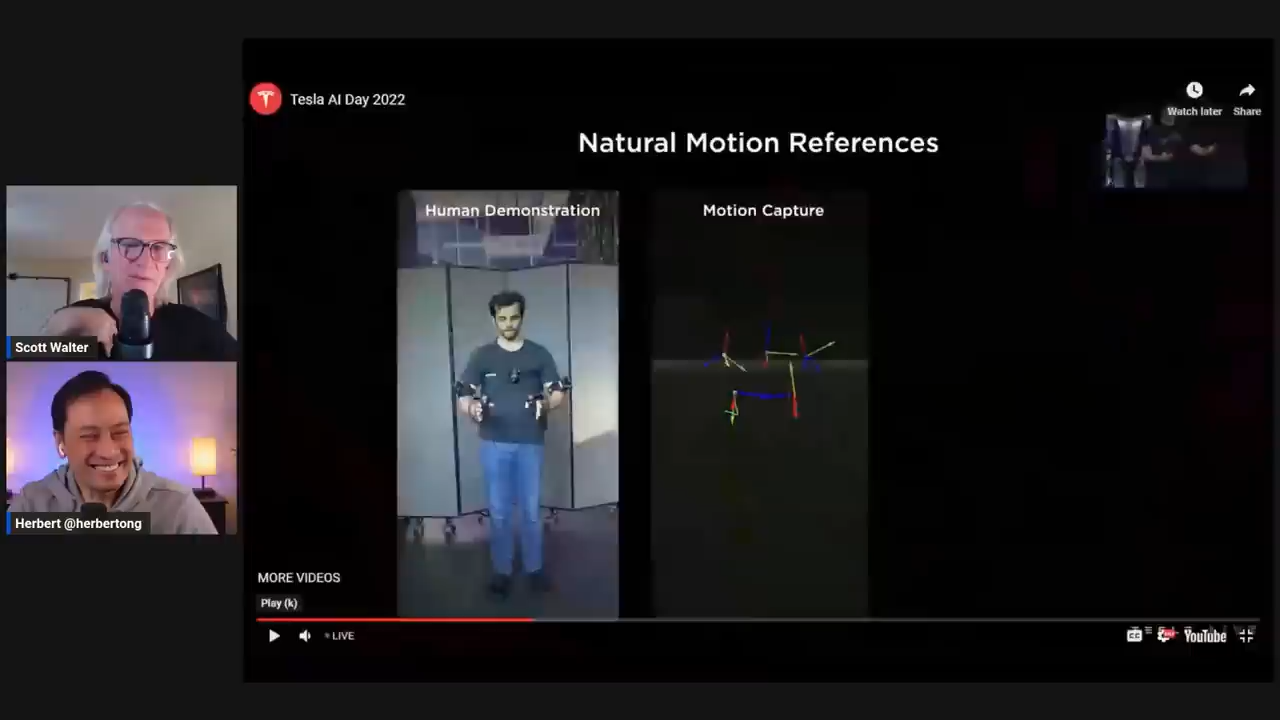 Tesla AI Day 2022
Watch later
Share
Natural Motion References
Human Demonstration
Motion Capture
Scott Walter
Herbert @herbertong
MORE VIDEOS
Play (k)
LIVE
CC
YouTube